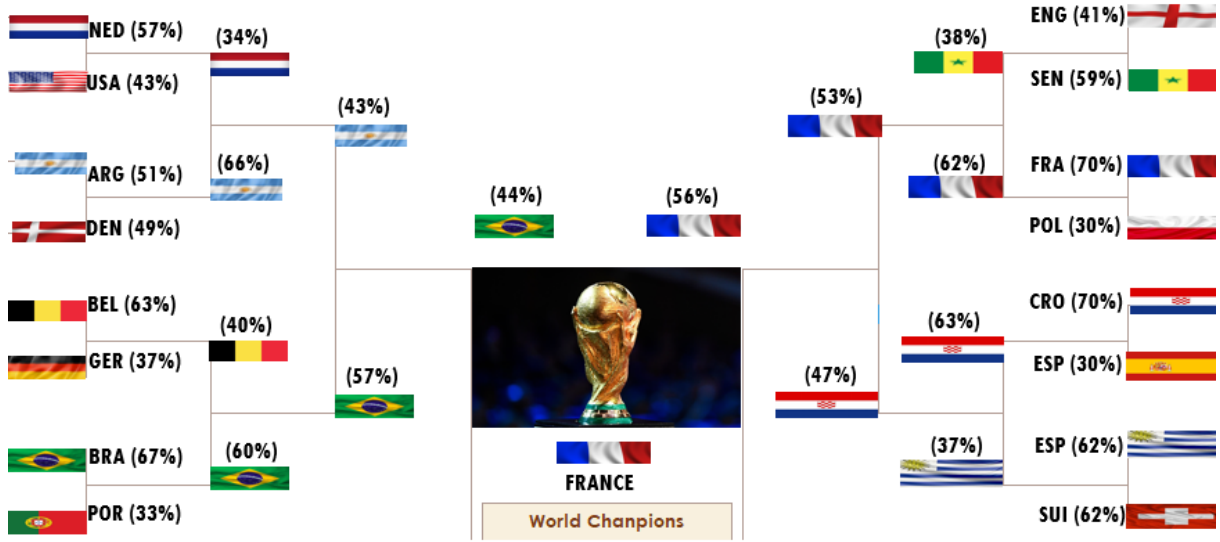 NED (57%)
USA (43%)
ARG (51%)
DEN (49%)
BEL (63%)
GER (37%)
BRA (67%)
POR (33%)
(34%)
(66%)
(40%)
(60%)
(43%)
(57%)
(44%)
(56%)
FRANCE
World Chanpions
(53%)
(47%)
(38%)
(62%)
(63%)
(37%)
ENG (41%)
SEN (59%)
FRA (70%)
POL (30%)
CRO (70%)
ESP (30%)
ESP (62%)
SUI (62%)